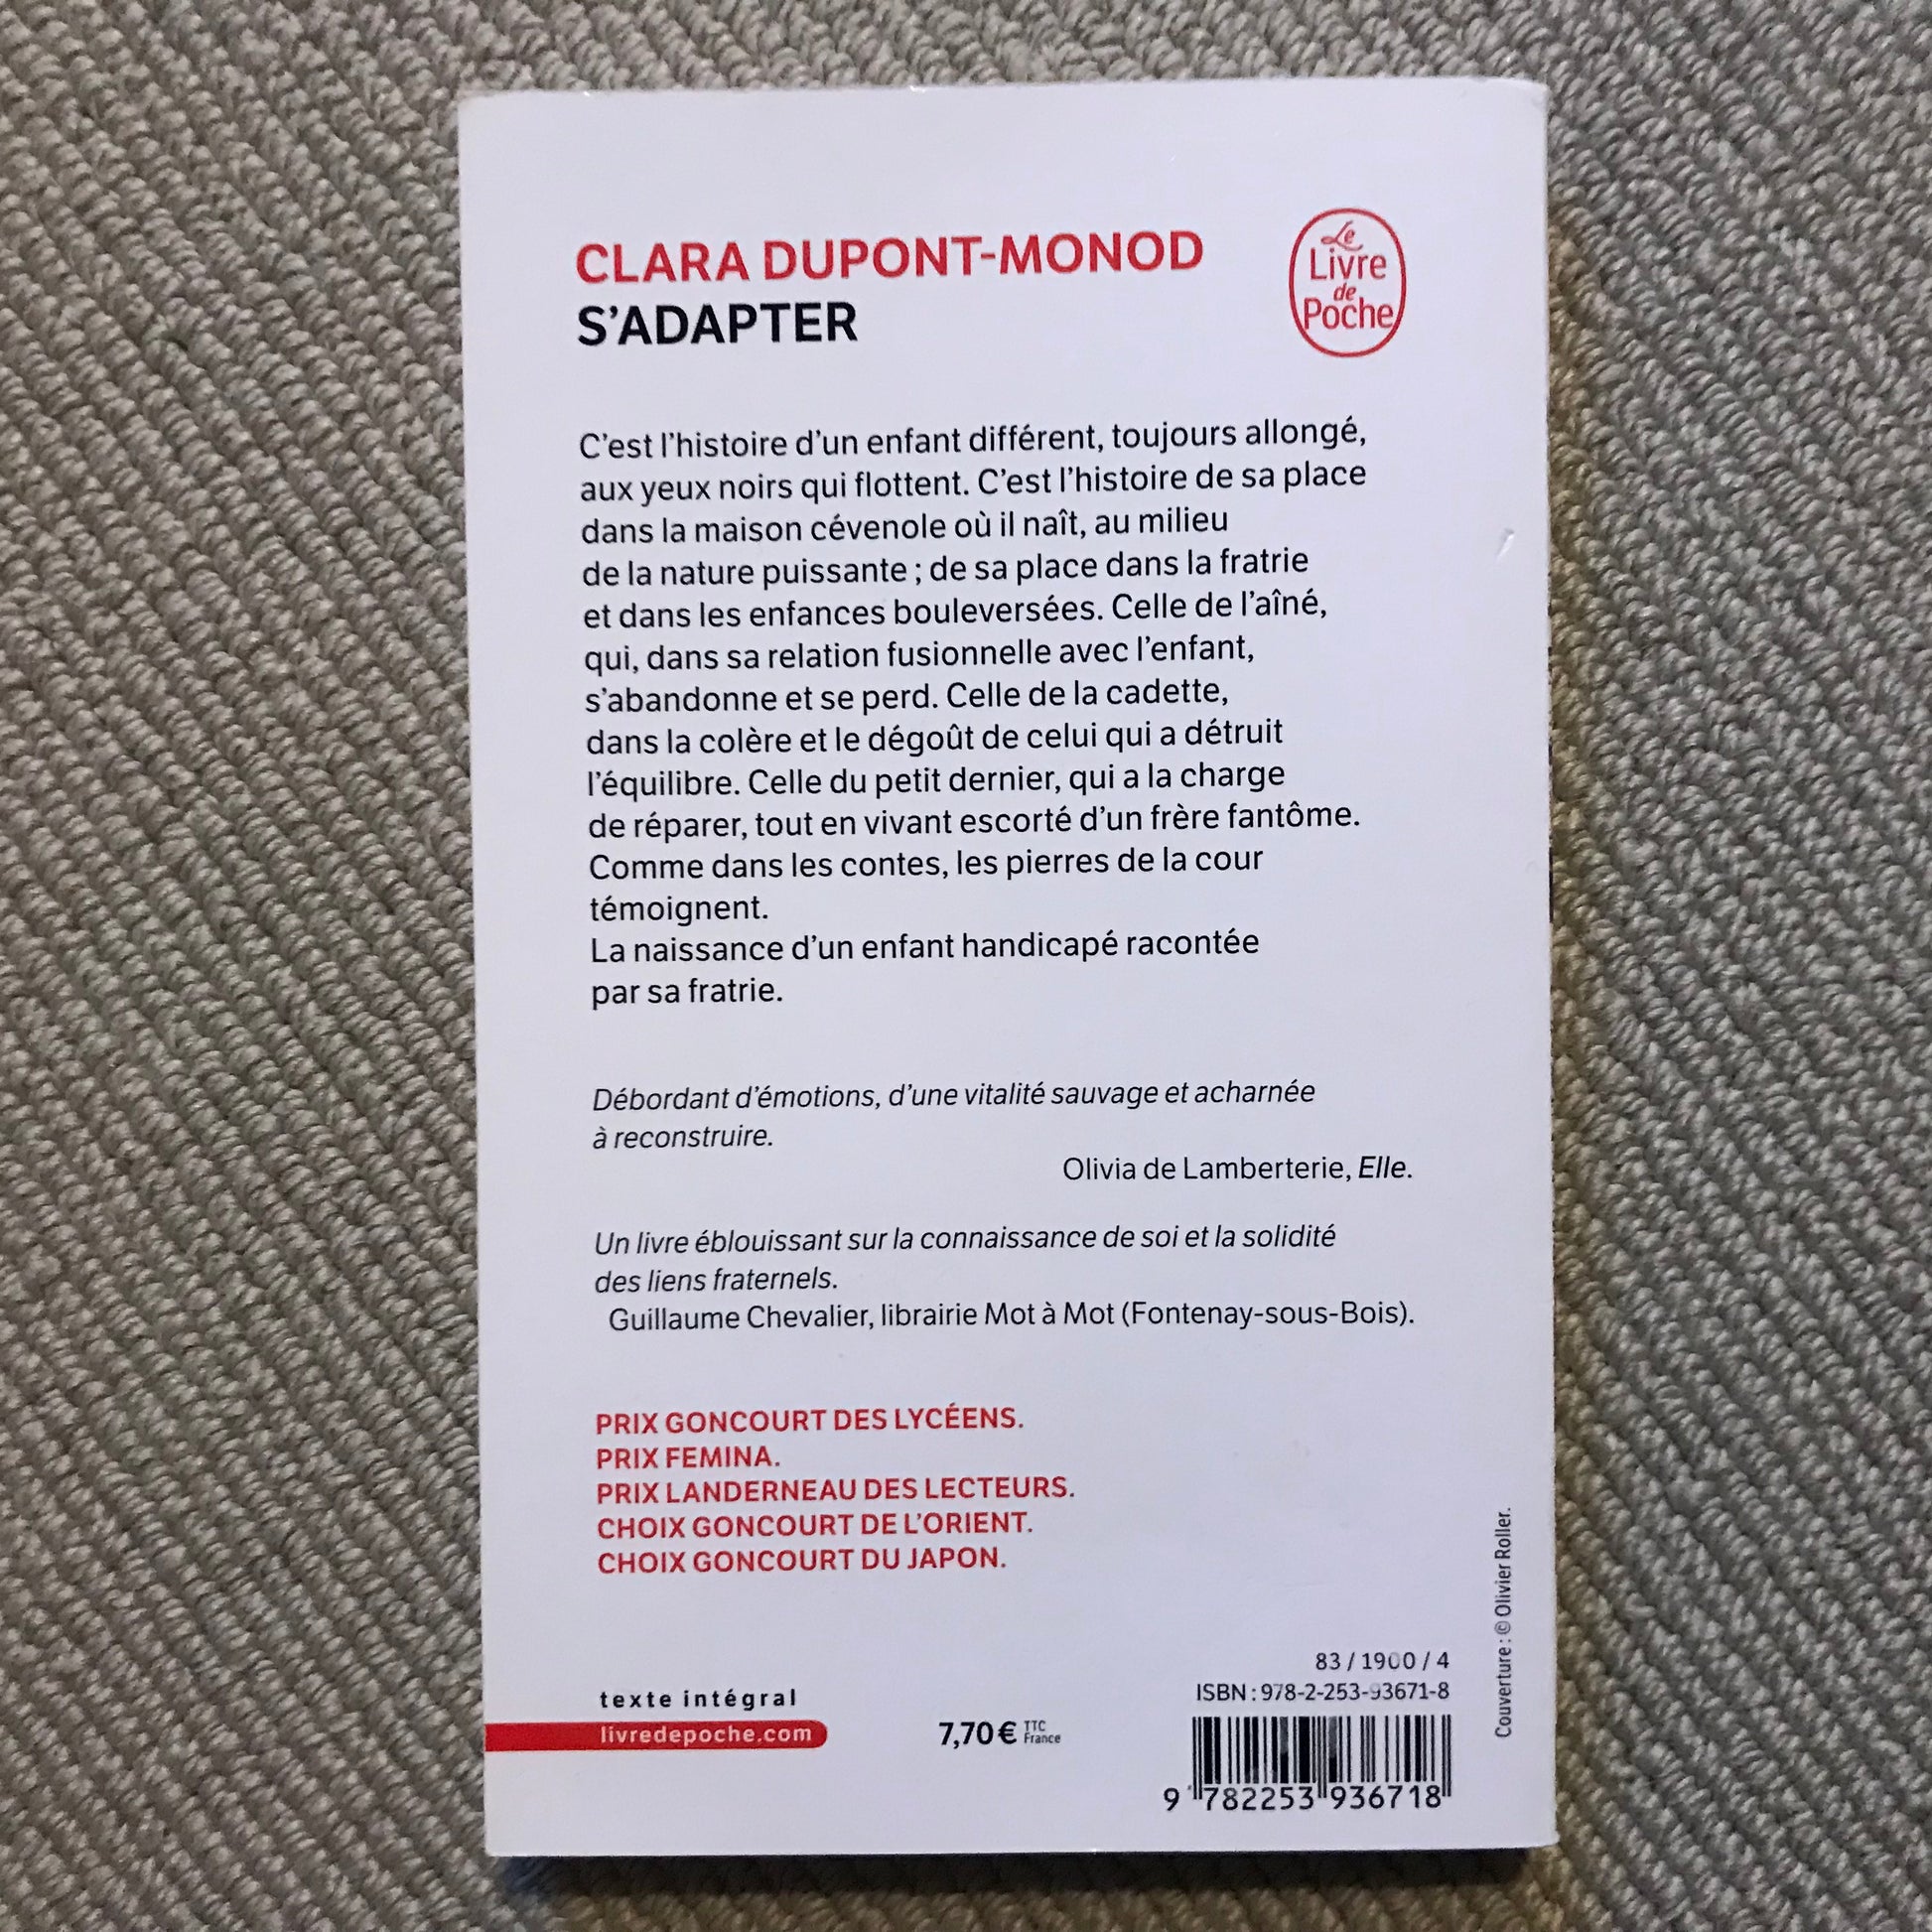 CLARA DUPONT-MONOD
S’ADAPTER
Le
Livre
de
Poche
C’est l’histoire d’un enfant différent, toujours allongé,
aux yeux noirs qui flottent. C’est l’histoire de sa place
dans la maison cévenole où il naît, au milieu
de la nature puissante ; de sa place dans la fratrie
et dans les enfances bouleversées. Celle de l’aîné,
qui, dans sa relation fusionnelle avec l’enfant,
s’abandonne et se perd. Celle de la cadette,
dans la colère et le dégoût de celui qui a détruit
l’équilibre. Celle du petit dernier, qui a la charge
de réparer, tout en vivant escorté d’un frère fantôme.
Comme dans les contes, les pierres de la cour
témoignent.
La naissance d’un enfant handicapé racontée
par sa fratrie.
Débordant d’émotions, d’une vitalité sauvage et acharnée
à reconstruire.
Olivia de Lamberterie, Elle.
Un livre éblouissant sur la connaissance de soi et la solidité
des liens fraternels.
Guillaume Chevalier, librairie Mot à Mot (Fontenay-sous-Bois).
PRIX GONCOURT DES LYCÉENS.
PRIX FEMINA.
PRIX LANDERNEAU DES LECTEURS.
CHOIX GONCOURT DE L’ORIENT.
CHOIX GONCOURT DU JAPON.
texte intégral
livredepoche.com
7,70 € TTC France
83 / 1900 / 4
ISBN : 978-2-253-93671-8
9 782253 936718
Couverture : © Olivier Roller.